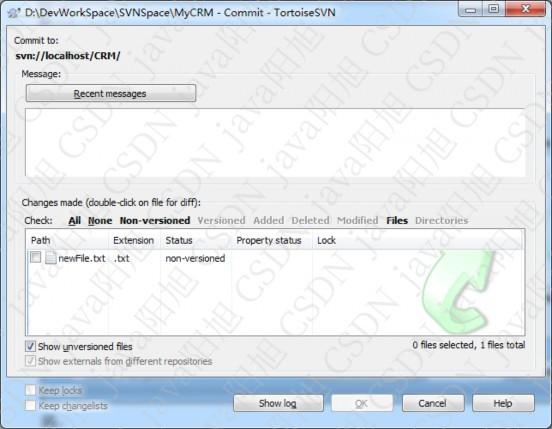 D:\DevWorkSpace\SVNSpace\MyCRM - Commit - TortoiseSVN
Commit to:
svn://localhost/CRM/
Message:
Recent messages
Changes made (double-click on file for diff):
Check: All None Non-versioned Versioned Added Deleted Modified Files Directories
Path Extension Status Property status Lock
newFile.txt .txt non-versioned
Show unversioned files
0 files selected, 1 files total
Show externals from different repositories
Keep locks
Keep changelists
Show log OK Cancel Help
CSDN java阳旭